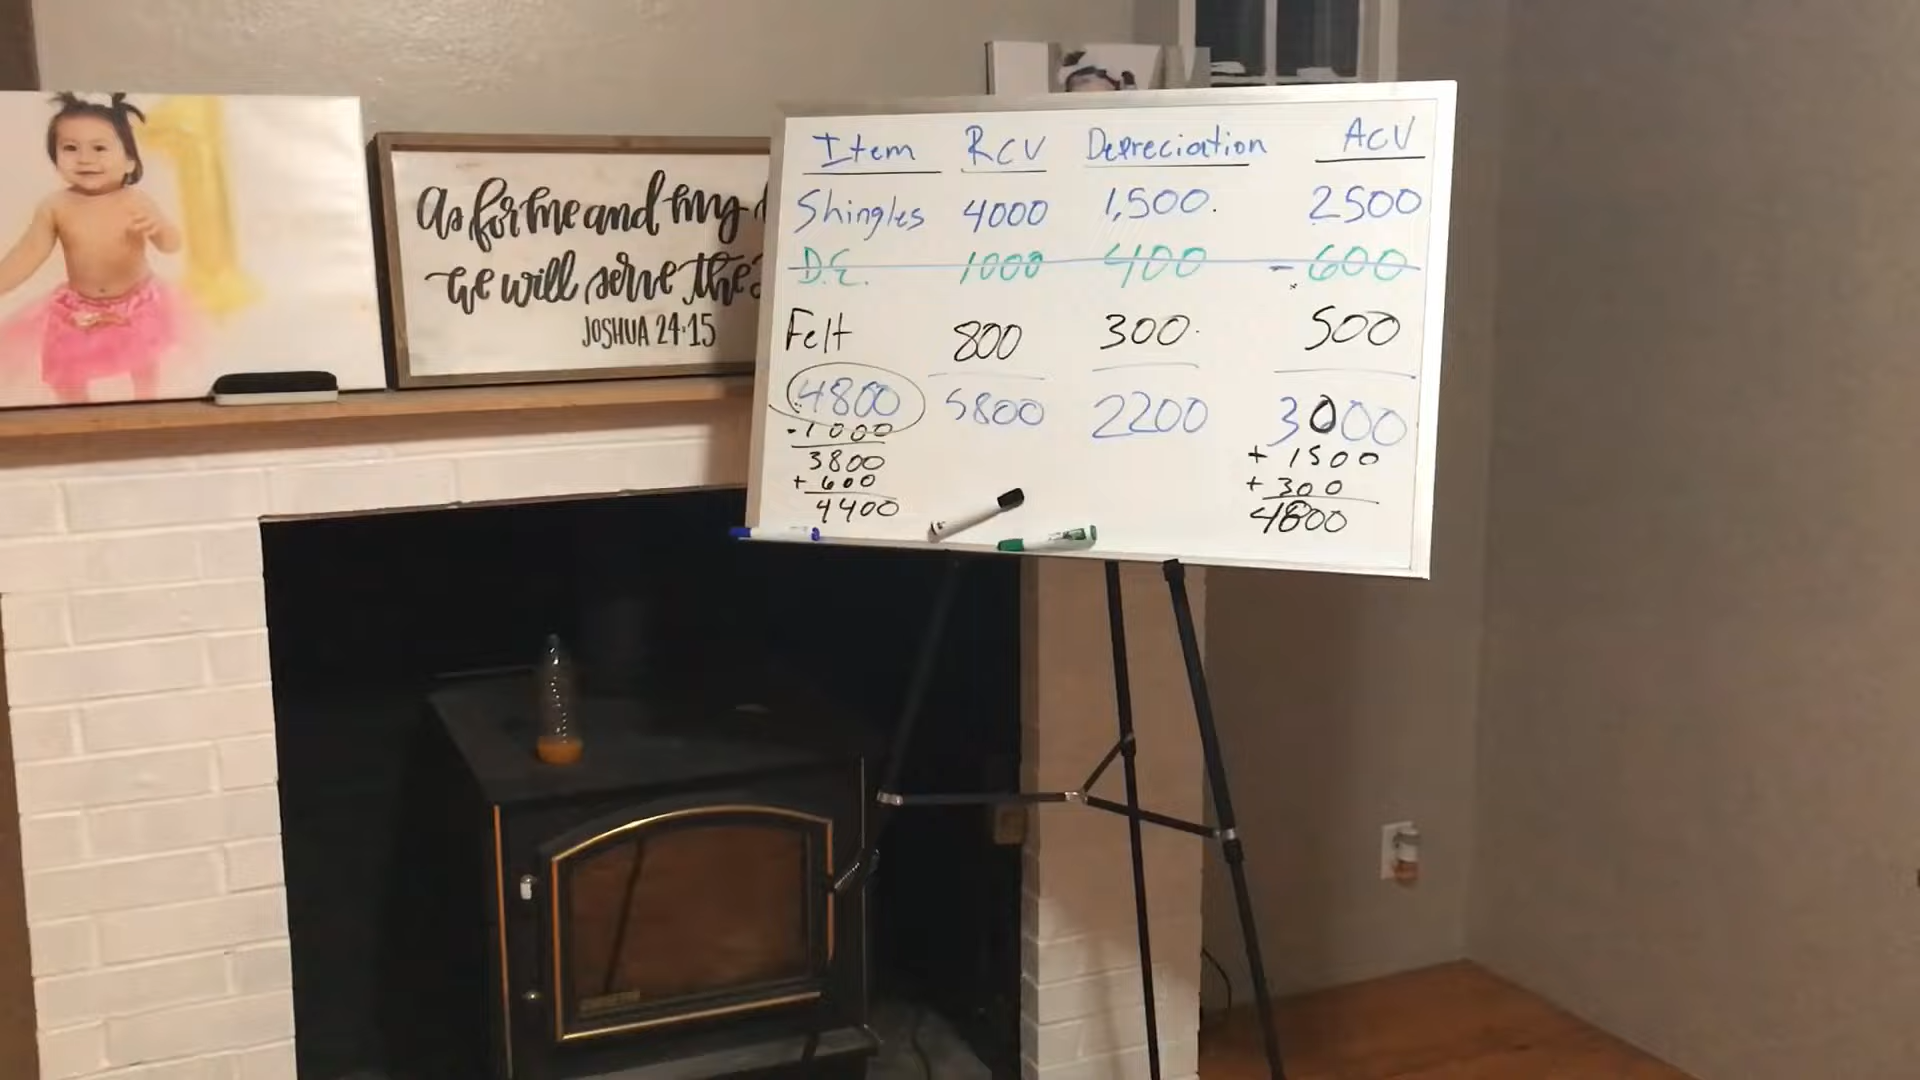 As for me and my
we will serve the
JOSHUA 24:15
Item RCV Depreciation ACV
Shingles 4000 1,500. 2500
D.E. 1000 400 - 600
Felt 800 300. 500
4800 5800 2200 3000
- 1000 + 1500
3800 + 300
+ 600 4800
4400